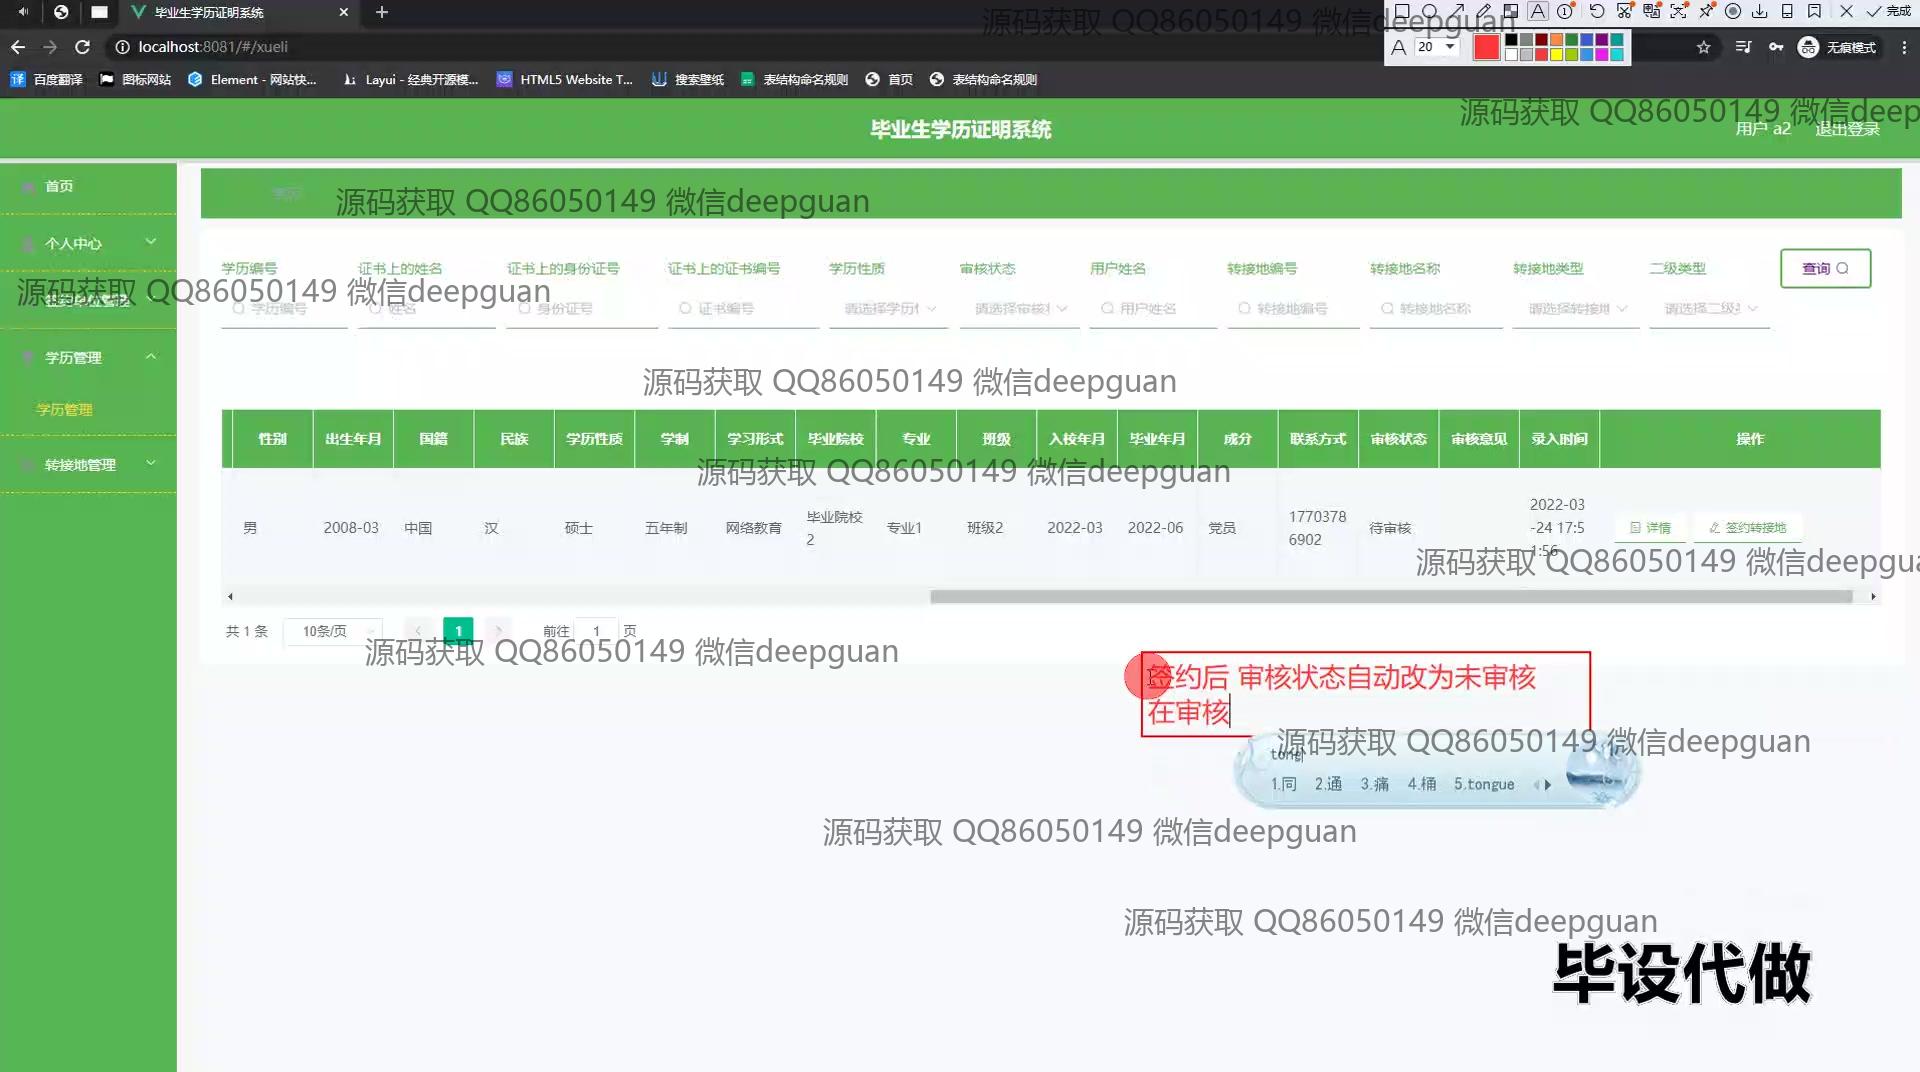 毕业生学历证明系统
20
完成
localhost:8081/#/xueli
无痕模式
百度翻译
图标网站
Element - 网站快...
Layui - 经典开源模...
HTML5 Website T...
搜索壁纸
表结构命名规则
首页
表结构命名规则
源码获取 QQ86050149 微信deepguan
毕业生学历证明系统
用户 a2
退出登录
源码获取 QQ86050149 微信deep
首页
个人中心
学历管理
学历管理
转接地管理
学历
源码获取 QQ86050149 微信deepguan
学历编号
证书上的姓名
证书上的身份证号
证书上的证书编号
学历性质
审核状态
用户姓名
转接地编号
转接地名称
转接地类型
二级类型
查询
源码获取 QQ86050149 微信deepguan
学历编号
姓名
身份证号
证书编号
请选择学历
请选择审核
用户姓名
转接地编号
转接地名称
请选择转接地
请选择二级
源码获取 QQ86050149 微信deepguan
性别
出生年月
国籍
民族
学历性质
学制
学习形式
毕业院校
专业
班级
入校年月
毕业年月
成分
联系方式
审核状态
审核意见
录入时间
操作
源码获取 QQ86050149 微信deepguan
男
2008-03
中国
汉
硕士
五年制
网络教育
毕业院校
2
专业1
班级2
2022-03
2022-06
党员
1770378
6902
待审核
2022-03
-24 17:5
1:56
详情
签约转接地
源码获取 QQ86050149 微信deepgua
共 1 条
10条/页
1
前往
1
页
源码获取 QQ86050149 微信deepguan
签约后 审核状态自动改为未审核
在审核
源码获取 QQ86050149 微信deepguan
tong
1.同 2.通 3.痛 4.桶 5.tongue
源码获取 QQ86050149 微信deepguan
源码获取 QQ86050149 微信deepguan
毕设代做